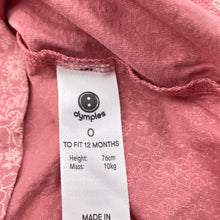 dymples
0
TO FIT 12 MONTHS
Height: 76cm
Mass: 10kg
MADE IN